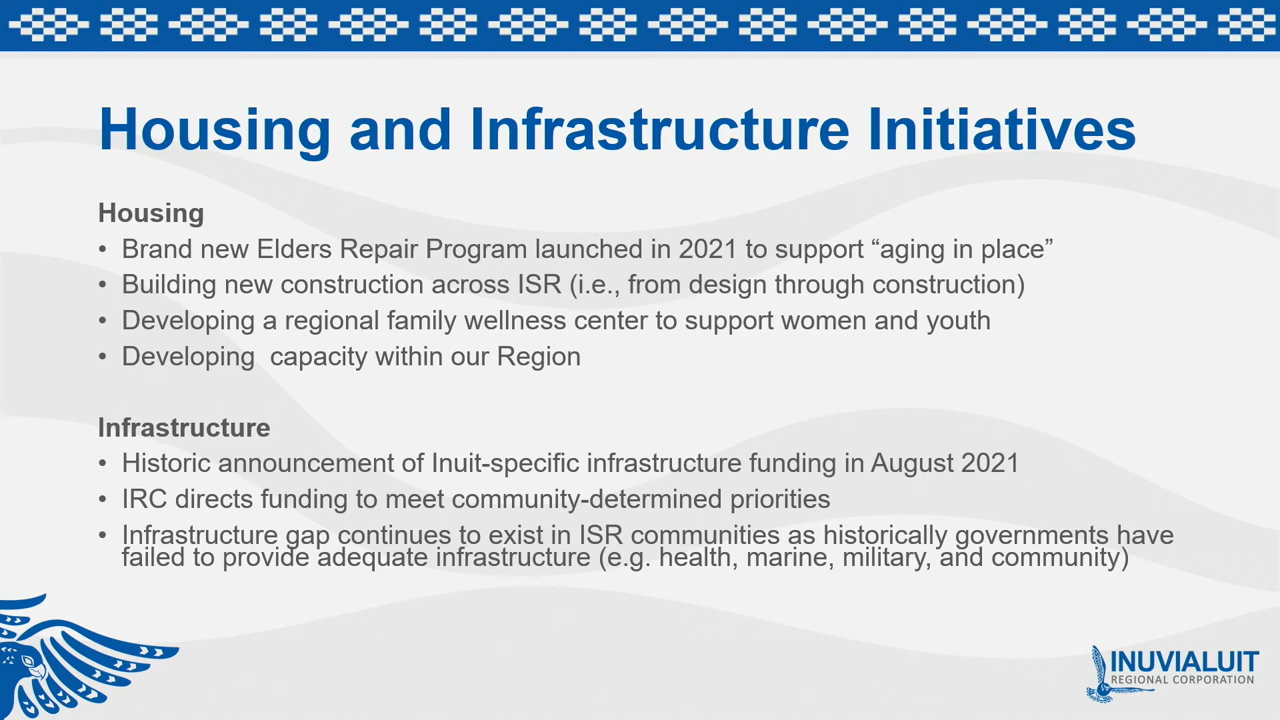 Housing and Infrastructure Initiatives
Housing
• Brand new Elders Repair Program launched in 2021 to support “aging in place”
• Building new construction across ISR (i.e., from design through construction)
• Developing a regional family wellness center to support women and youth
• Developing  capacity within our Region
Infrastructure
• Historic announcement of Inuit-specific infrastructure funding in August 2021
• IRC directs funding to meet community-determined priorities
• Infrastructure gap continues to exist in ISR communities as historically governments have
failed to provide adequate infrastructure (e.g. health, marine, military, and community)
INUVIALUIT
REGIONAL CORPORATION